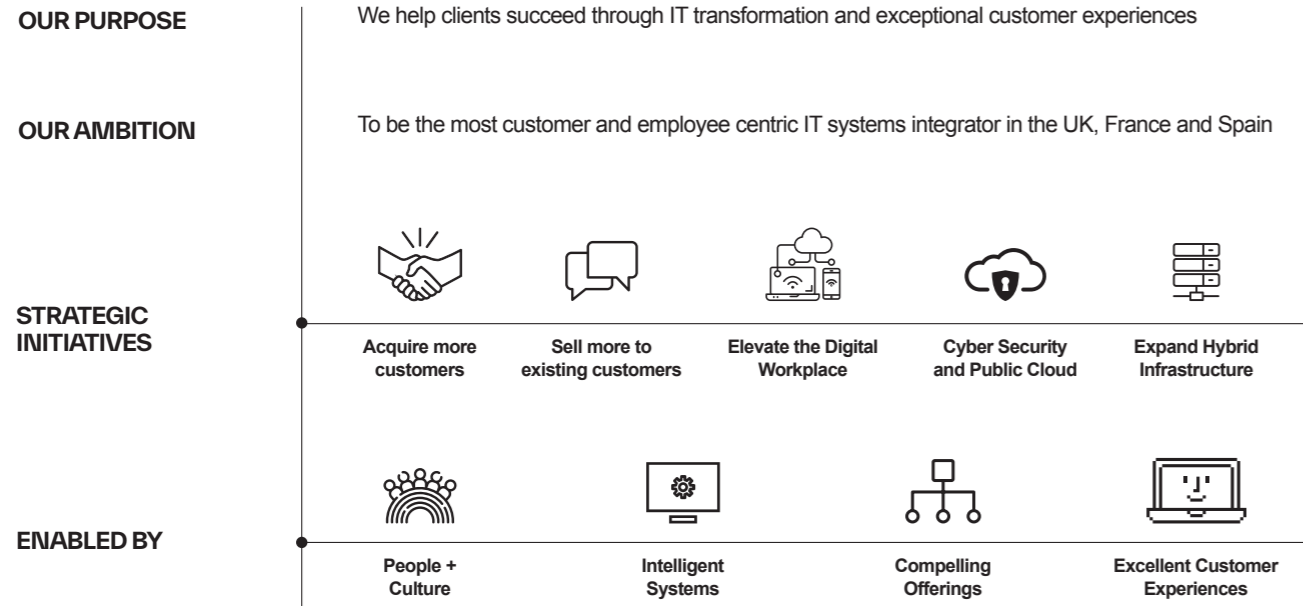 OUR PURPOSE
We help clients succeed through IT transformation and exceptional customer experiences
OUR AMBITION
To be the most customer and employee centric IT systems integrator in the UK, France and Spain
STRATEGIC
INITIATIVES
Acquire more
customers
Sell more to
existing customers
Elevate the Digital
Workplace
Cyber Security
and Public Cloud
Expand Hybrid
Infrastructure
ENABLED BY
People +
Culture
Intelligent
Systems
Compelling
Offerings
Excellent Customer
Experiences